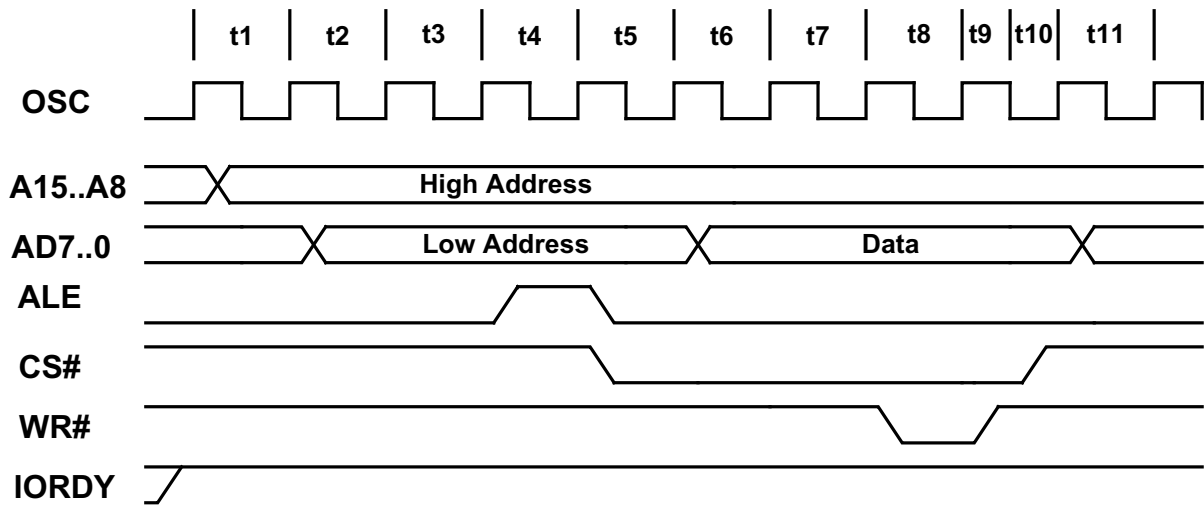 t1 t2 t3 t4 t5 t6 t7 t8 t9 t10 t11
OSC
A15..A8 High Address
AD7..0 Low Address Data
ALE
CS#
WR#
IORDY